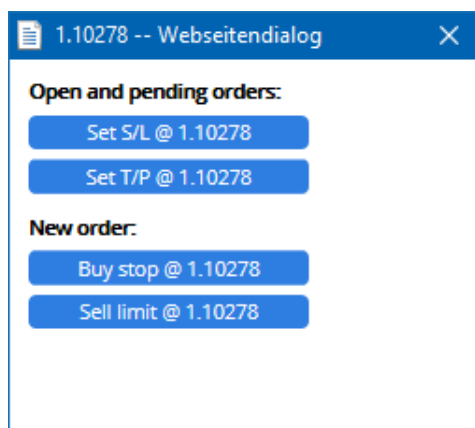 1.10278 -- Webseitendialog
Open and pending orders:
Set S/L @ 1.10278
Set T/P @ 1.10278
New order:
Buy stop @ 1.10278
Sell limit @ 1.10278